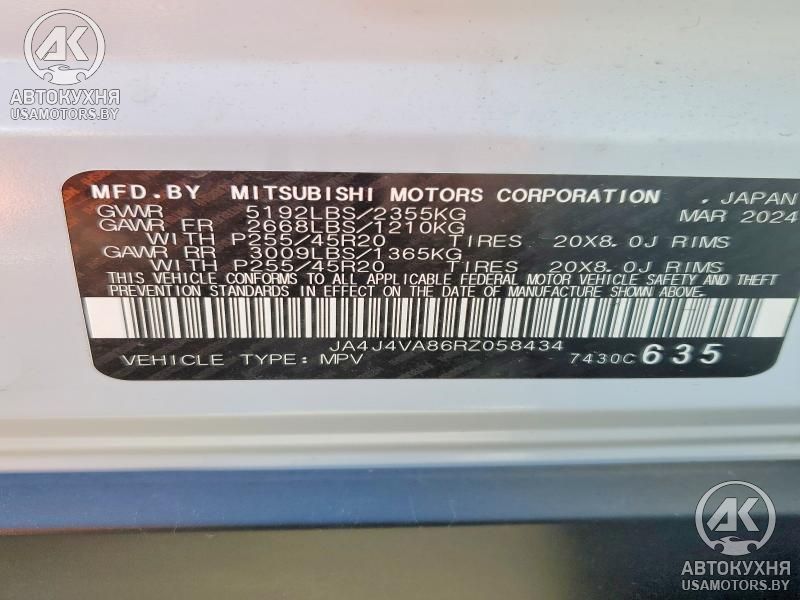 AK
АВТОКУХНЯ
USAMOTORS.BY
MFD.BY MITSUBISHI MOTORS CORPORATION . JAPAN
GVWR 5192LBS/2355KG MAR 2024
GAWR FR 2668LBS/1210KG
WITH P255/45R20 TIRES 20X8.0J RIMS
GAWR RR 3009LBS/1365KG
WITH P255/45R20 TIRES 20X8.0J RIMS
THIS VEHICLE CONFORMS TO ALL APPLICABLE FEDERAL MOTOR VEHICLE SAFETY AND THEFT
PREVENTION STANDARDS IN EFFECT ON THE DATE OF MANUFACTURE SHOWN ABOVE.
JA4J4VA86RZ058434
VEHICLE TYPE: MPV 7430C 635
AK
АВТОКУХНЯ
USAMOTORS.BY